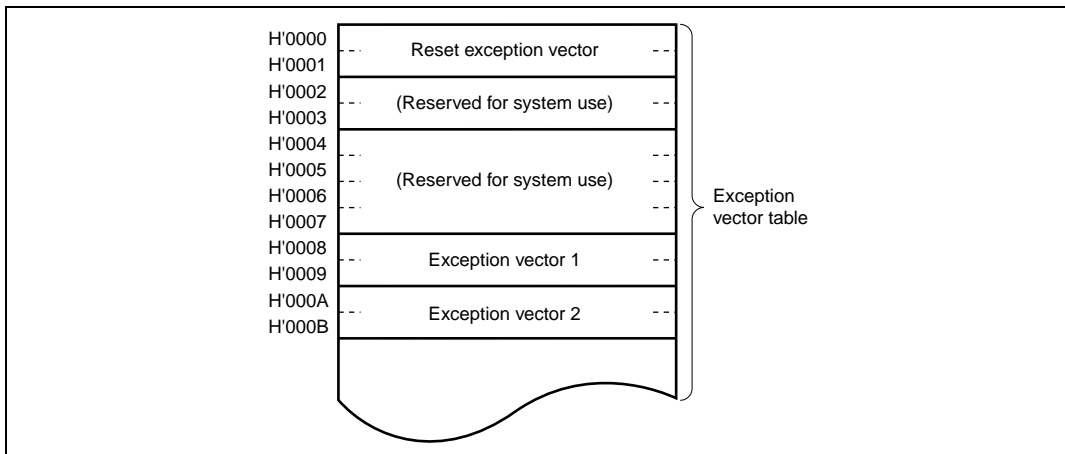 H'0000
H'0001
Reset exception vector
H'0002
H'0003
(Reserved for system use)
H'0004
H'0005
H'0006
H'0007
(Reserved for system use)
H'0008
H'0009
Exception vector 1
H'000A
H'000B
Exception vector 2
Exception
vector table